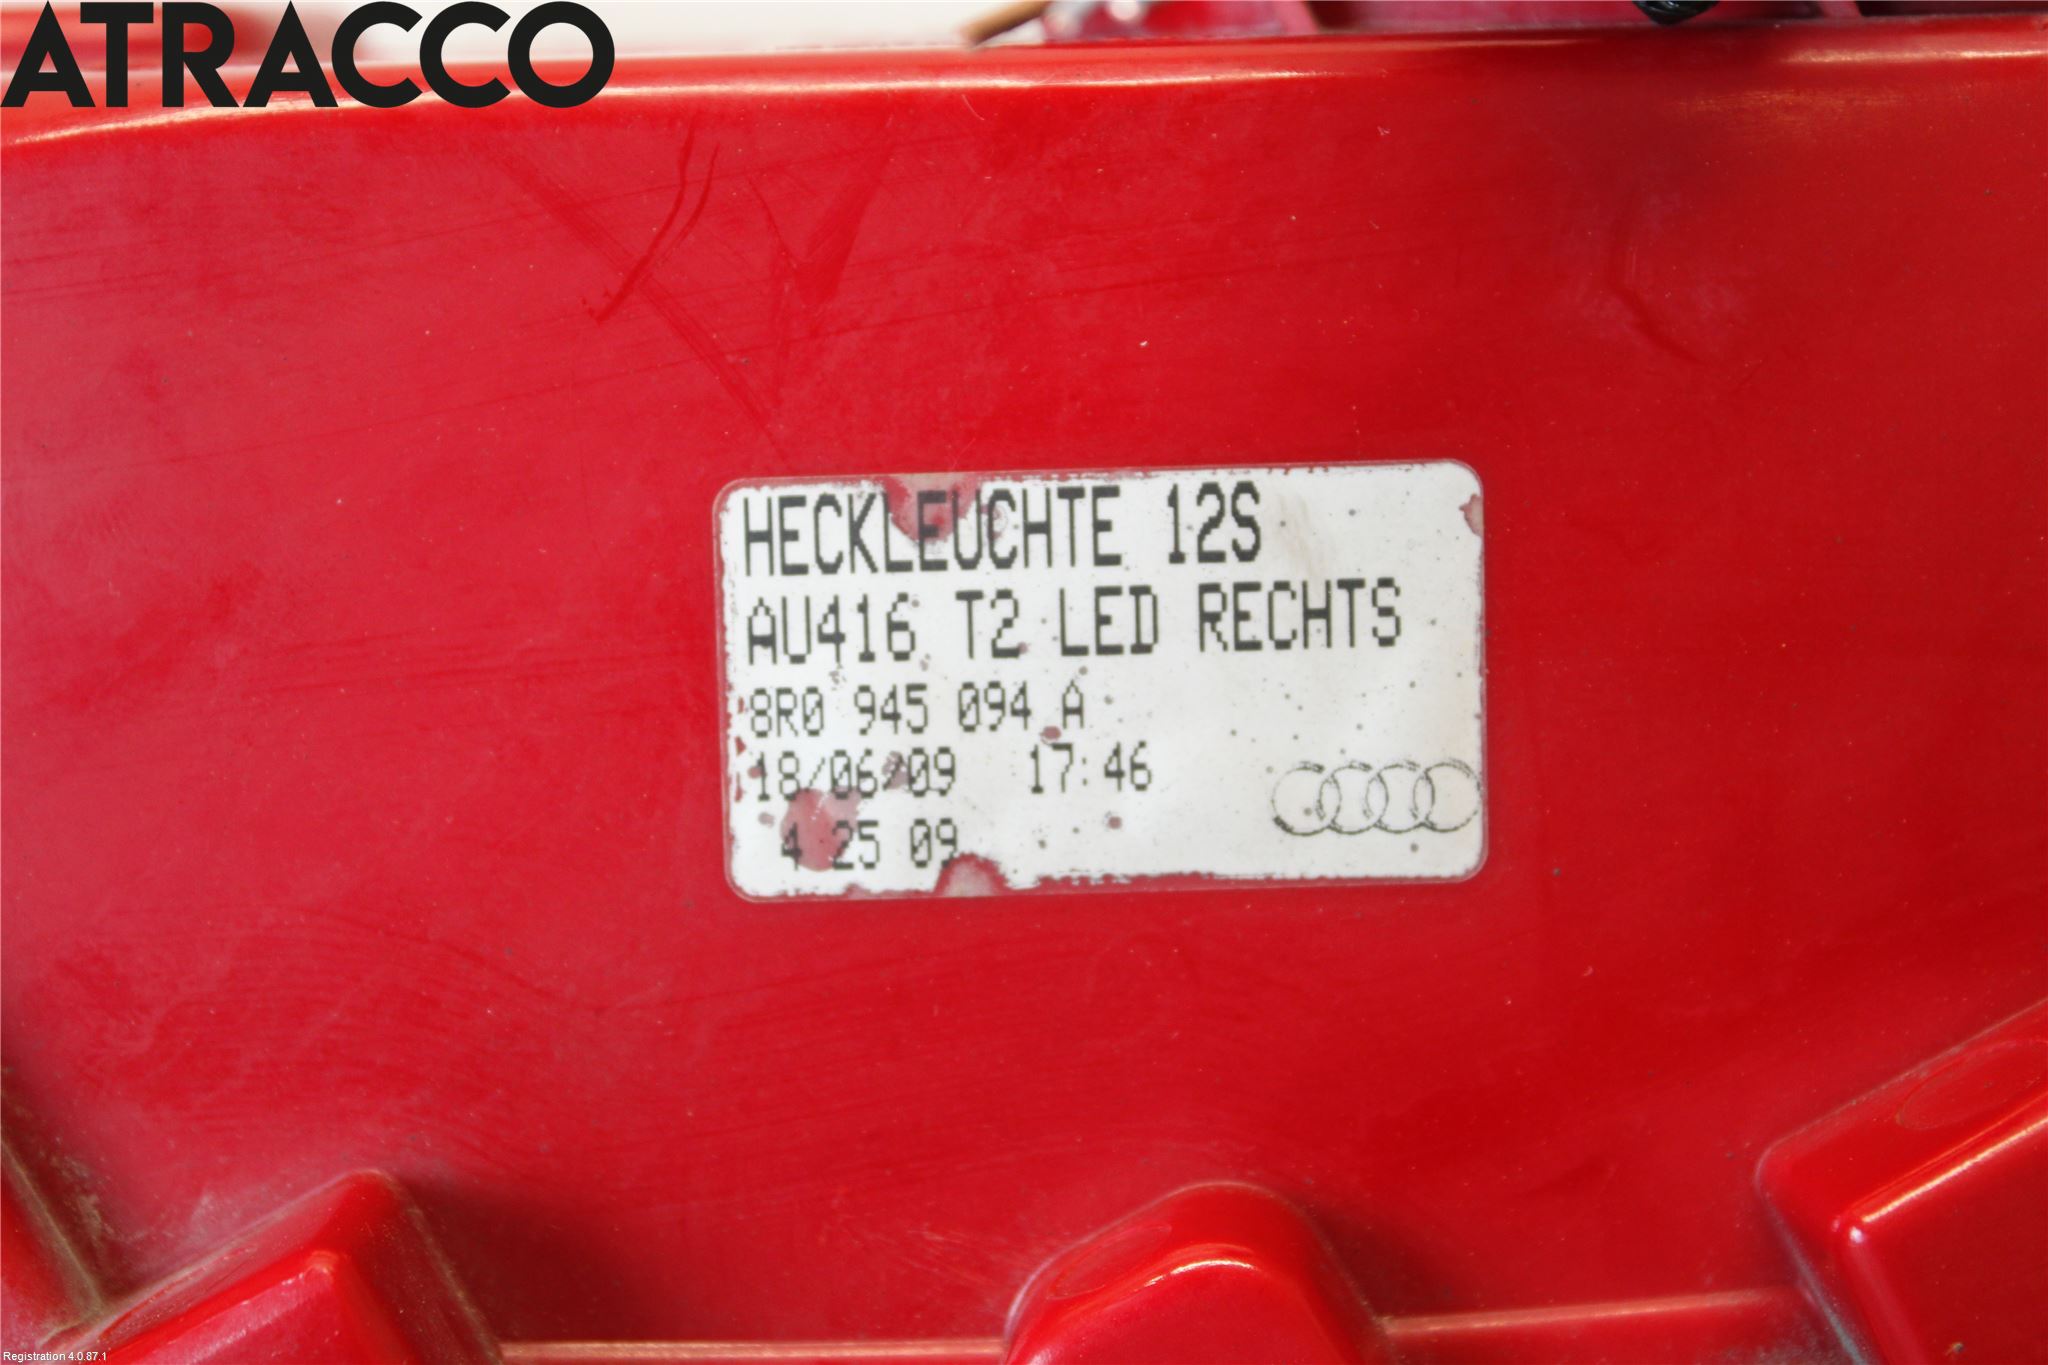 ATRACCO
HECKLEUCHTE 12S
AU416 T2 LED RECHTS
8R0 945 094 A
18/06/09 17:46
4 25 09
Registration 4.0.87.1